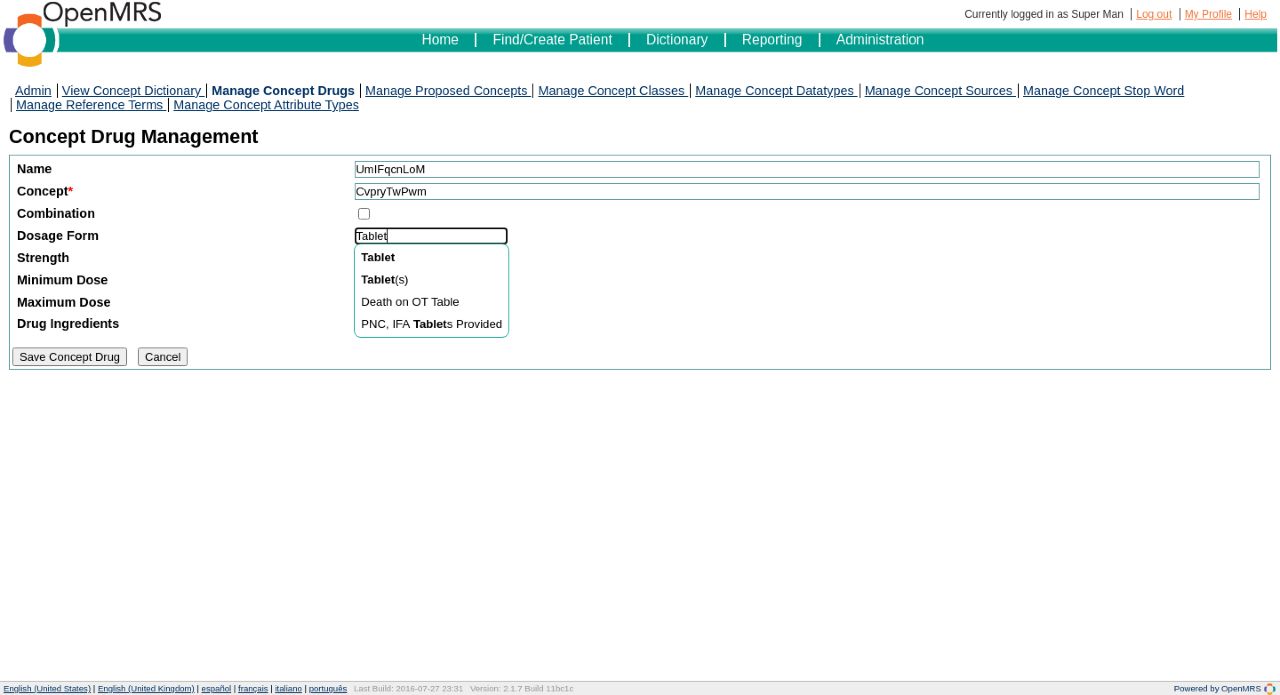 OpenMRS
Currently logged in as Super Man Log out My Profile Help
Home Find/Create Patient Dictionary Reporting Administration
Admin View Concept Dictionary Manage Concept Drugs Manage Proposed Concepts Manage Concept Classes Manage Concept Datatypes Manage Concept Sources Manage Concept Stop Word
Manage Reference Terms Manage Concept Attribute Types
Concept Drug Management
Name UmIFqcnLoM
Concept* CvpryTwPwm
Combination
Dosage Form Tablet
Strength Tablet
Minimum Dose Tablet(s)
Maximum Dose Death on OT Table
Drug Ingredients PNC, IFA Tablets Provided
Save Concept Drug Cancel
English (United States) | English (United Kingdom) | español | français | italiano | português Last Build: 2016-07-27 23:31 Version: 2.1.7 Build 11bc1c Powered by OpenMRS